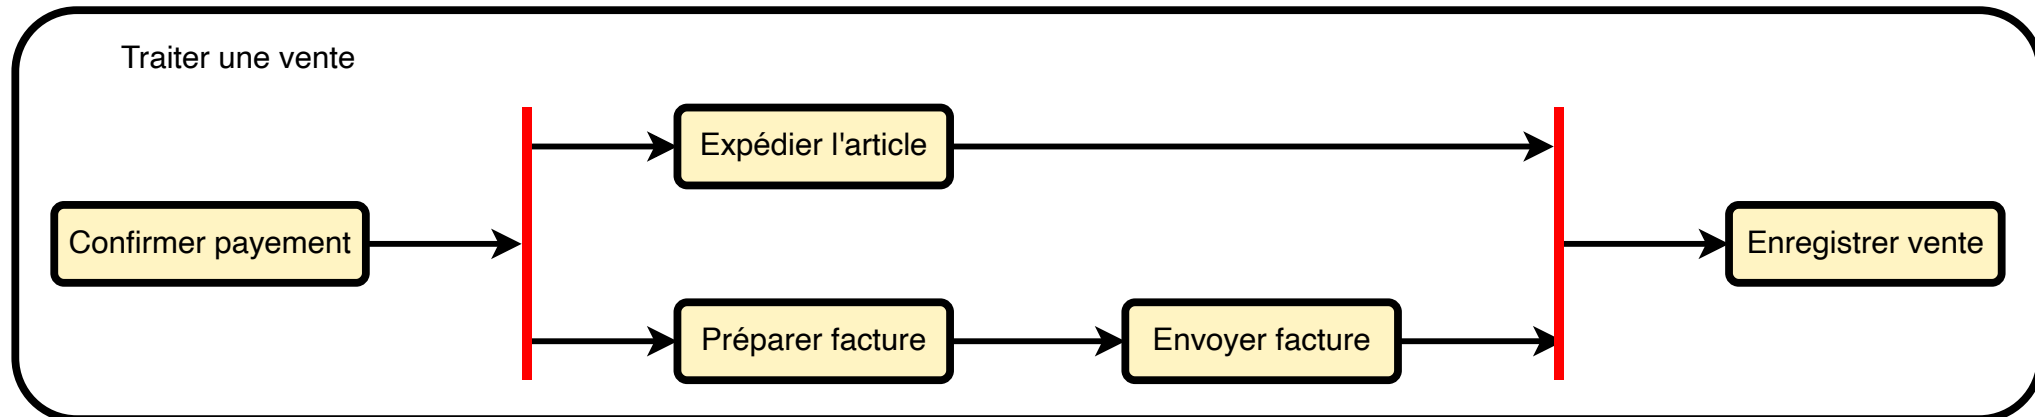 Traiter une vente
Expédier l'article
Confirmer payement
Enregistrer vente
Préparer facture
Envoyer facture